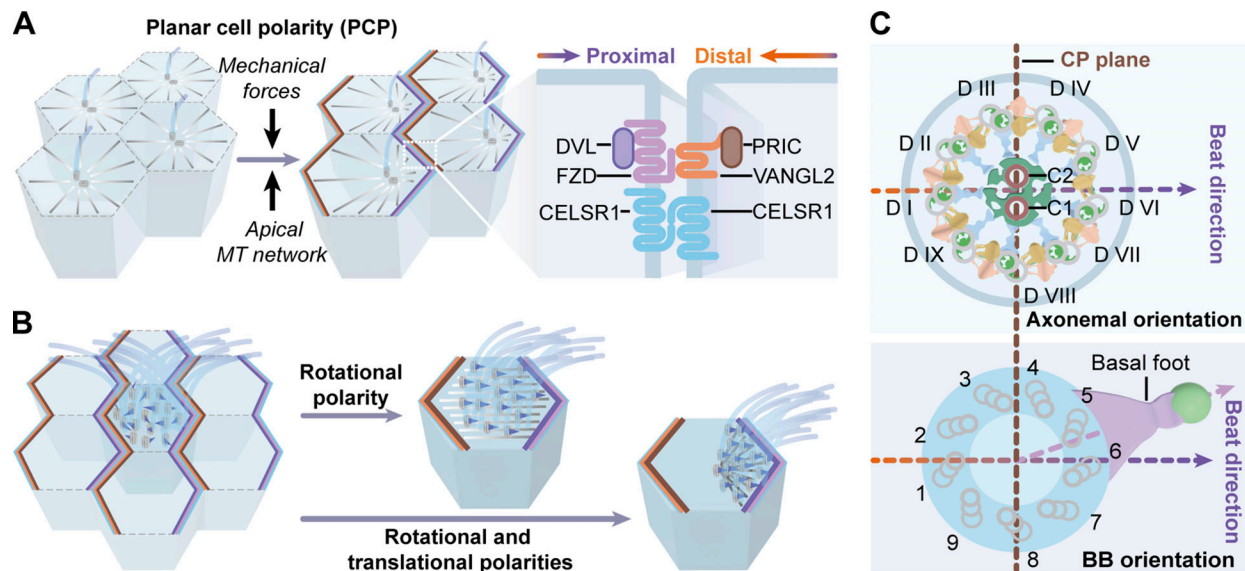 A
Planar cell polarity (PCP)
Mechanical
forces
Apical
MT network
Proximal
Distal
DVL
FZD
CELSR1
PRIC
VANGL2
CELSR1
B
Rotational
polarity
Rotational and
translational polarities
C
CP plane
D III
D IV
D II
D V
C2
C1
D I
D VI
D IX
D VII
D VIII
Beat direction
Axonemal orientation
Basal foot
4
3
5
2
6
1
7
9
8
Beat direction
BB orientation